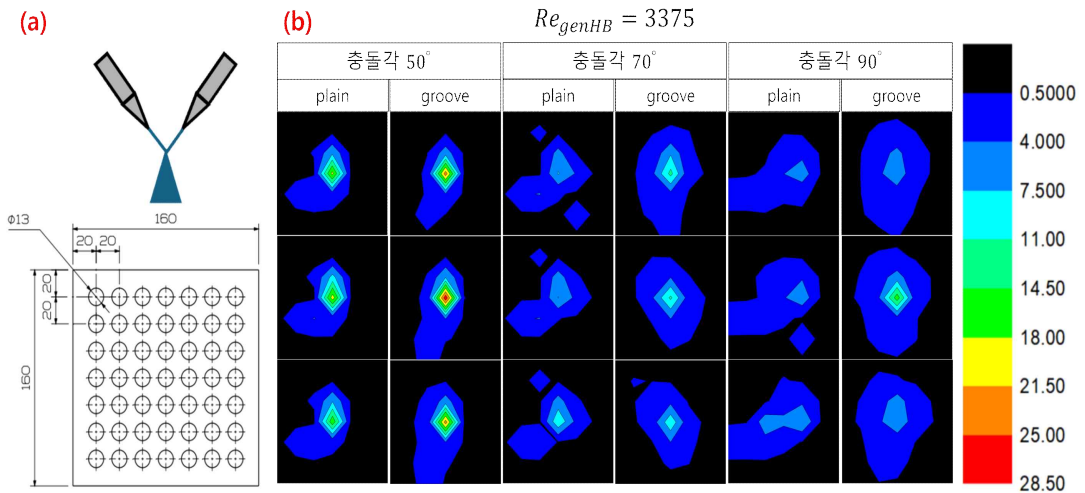 (a)
(b)
Re_genHB = 3375
충돌각 50° 충돌각 70° 충돌각 90°
plain groove plain groove plain groove
Φ13
160
20 20
20
20
160
0.5000
4.000
7.500
11.00
14.50
18.00
21.50
25.00
28.50